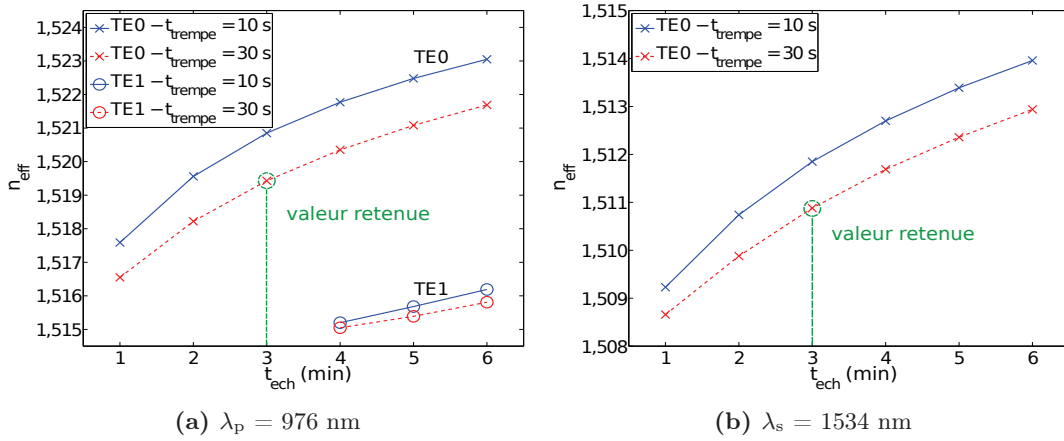 1,524
1,523
1,522
1,521
1,520
1,519
1,518
1,517
1,516
1,515
n_eff
TE0 – t_trempe = 10 s
TE0 – t_trempe = 30 s
TE1 – t_trempe = 10 s
TE1 – t_trempe = 30 s
TE0
valeur retenue
TE1
1 2 3 4 5 6
t_ech (min)
(a) λ_p = 976 nm
1,515
1,514
1,513
1,512
1,511
1,510
1,509
1,508
n_eff
TE0 – t_trempe = 10 s
TE0 – t_trempe = 30 s
valeur retenue
1 2 3 4 5 6
t_ech (min)
(b) λ_s = 1534 nm